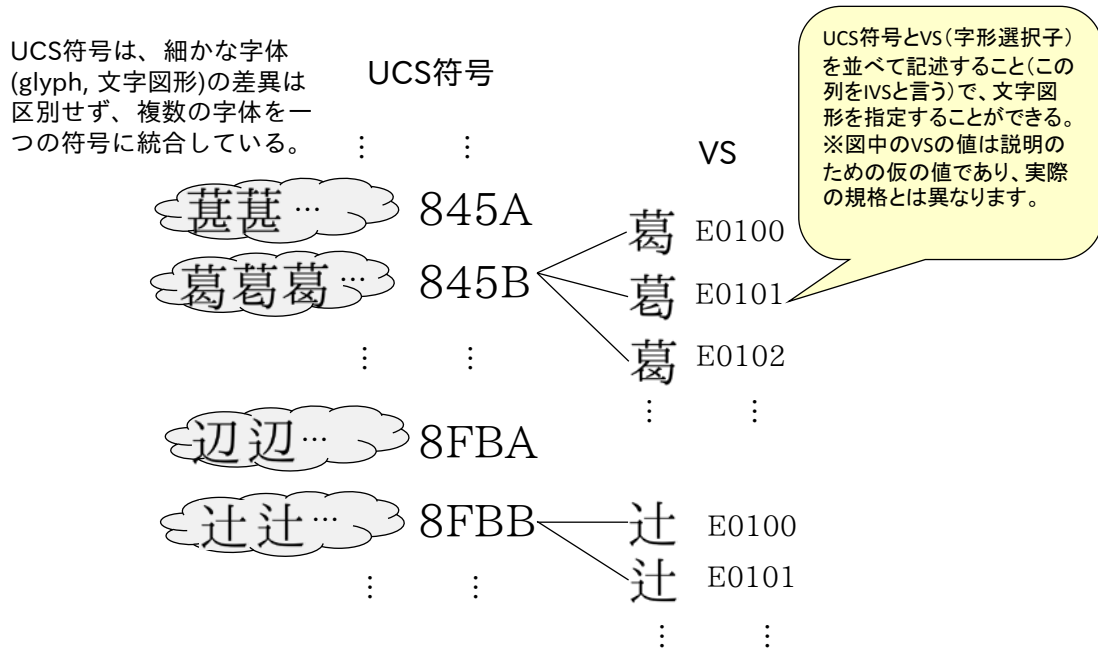 UCS符号は、細かな字体
(glyph, 文字図形)の差異は
区別せず、複数の字体を一
つの符号に統合している。
UCS符号
UCS符号とVS(字形選択子)
を並べて記述すること(この
列をIVSと言う)で、文字図
形を指定することができる。
※図中のVSの値は説明の
ための仮の値であり、実際
の規格とは異なります。
VS
⋮ ⋮
葚葚… 845A
葛葛葛… 845B
葛 E0100
葛 E0101
葛 E0102
⋮ ⋮
⋮ ⋮
辺辺… 8FBA
辻辻… 8FBB
辻 E0100
辻 E0101
⋮ ⋮
⋮ ⋮